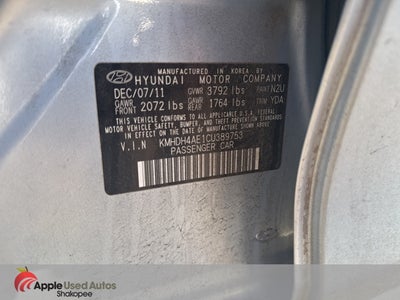 MANUFACTURED IN KOREA BY
HYUNDAI MOTOR COMPANY
DEC/07/11 GVWR 3792 lbs PAINT N2U
GAWR FRONT 2072 lbs GAWR REAR 1764 lbs TRIM YDA
THIS VEHICLE CONFORMS TO ALL APPLICABLE U.S.A. FEDERAL
MOTOR VEHICLE SAFETY, BUMPER, AND THEFT PREVENTION
STANDARDS IN EFFECT ON THE DATE OF MANUFACTURE SHOWN ABOVE.
V.I.N KMHDH4AE1CU389753
PASSENGER CAR
Apple Used Autos
Shakopee